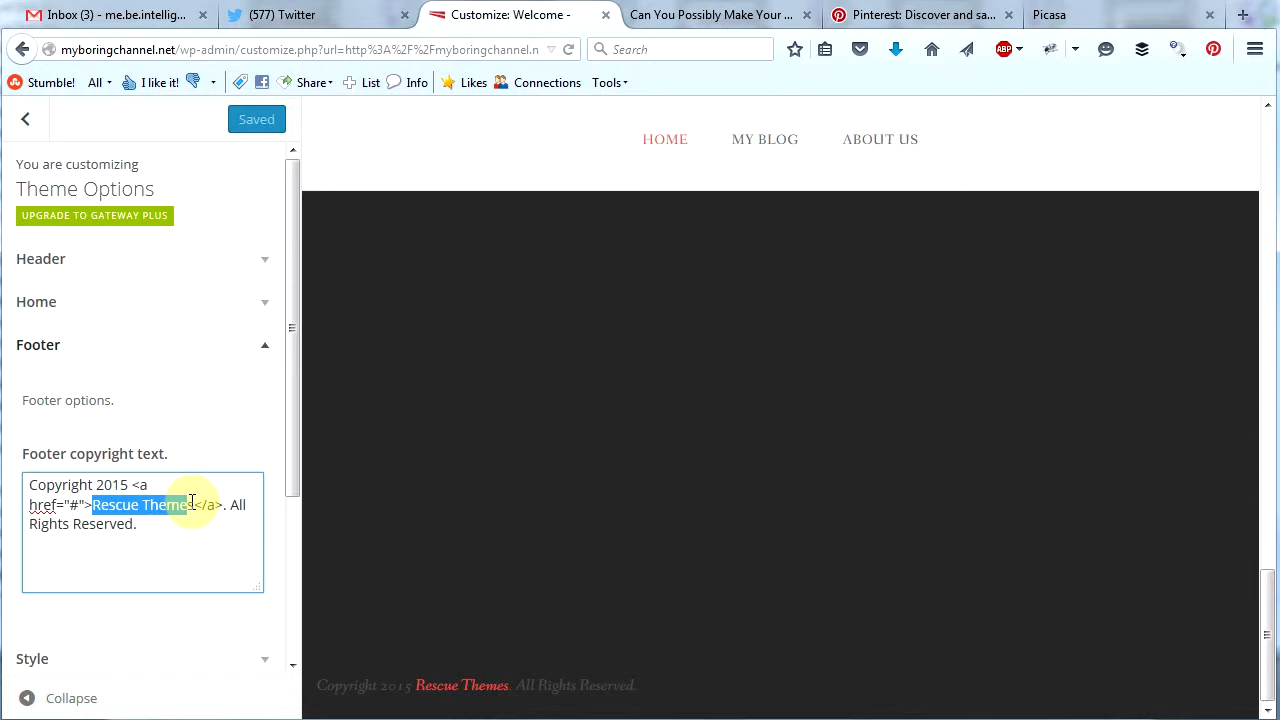 Inbox (3) - me.be.intellig...
(577) Twitter
Customize: Welcome -
Can You Possibly Make Your ...
Pinterest: Discover and sa...
Picasa
myboringchannel.net/wp-admin/customize.php?url=http%3A%2F%2Fmyboringchannel.n
Search
ABP
Stumble!
All
I like it!
Share
List
Info
Likes
Connections
Tools
Saved
You are customizing
Theme Options
UPGRADE TO GATEWAY PLUS
Header
Home
Footer
Footer options.
Footer copyright text.
Copyright 2015 <a
href="#">Rescue Themes</a>. All
Rights Reserved.
Style
Collapse
HOME
MY BLOG
ABOUT US
Copyright 2015 Rescue Themes. All Rights Reserved.